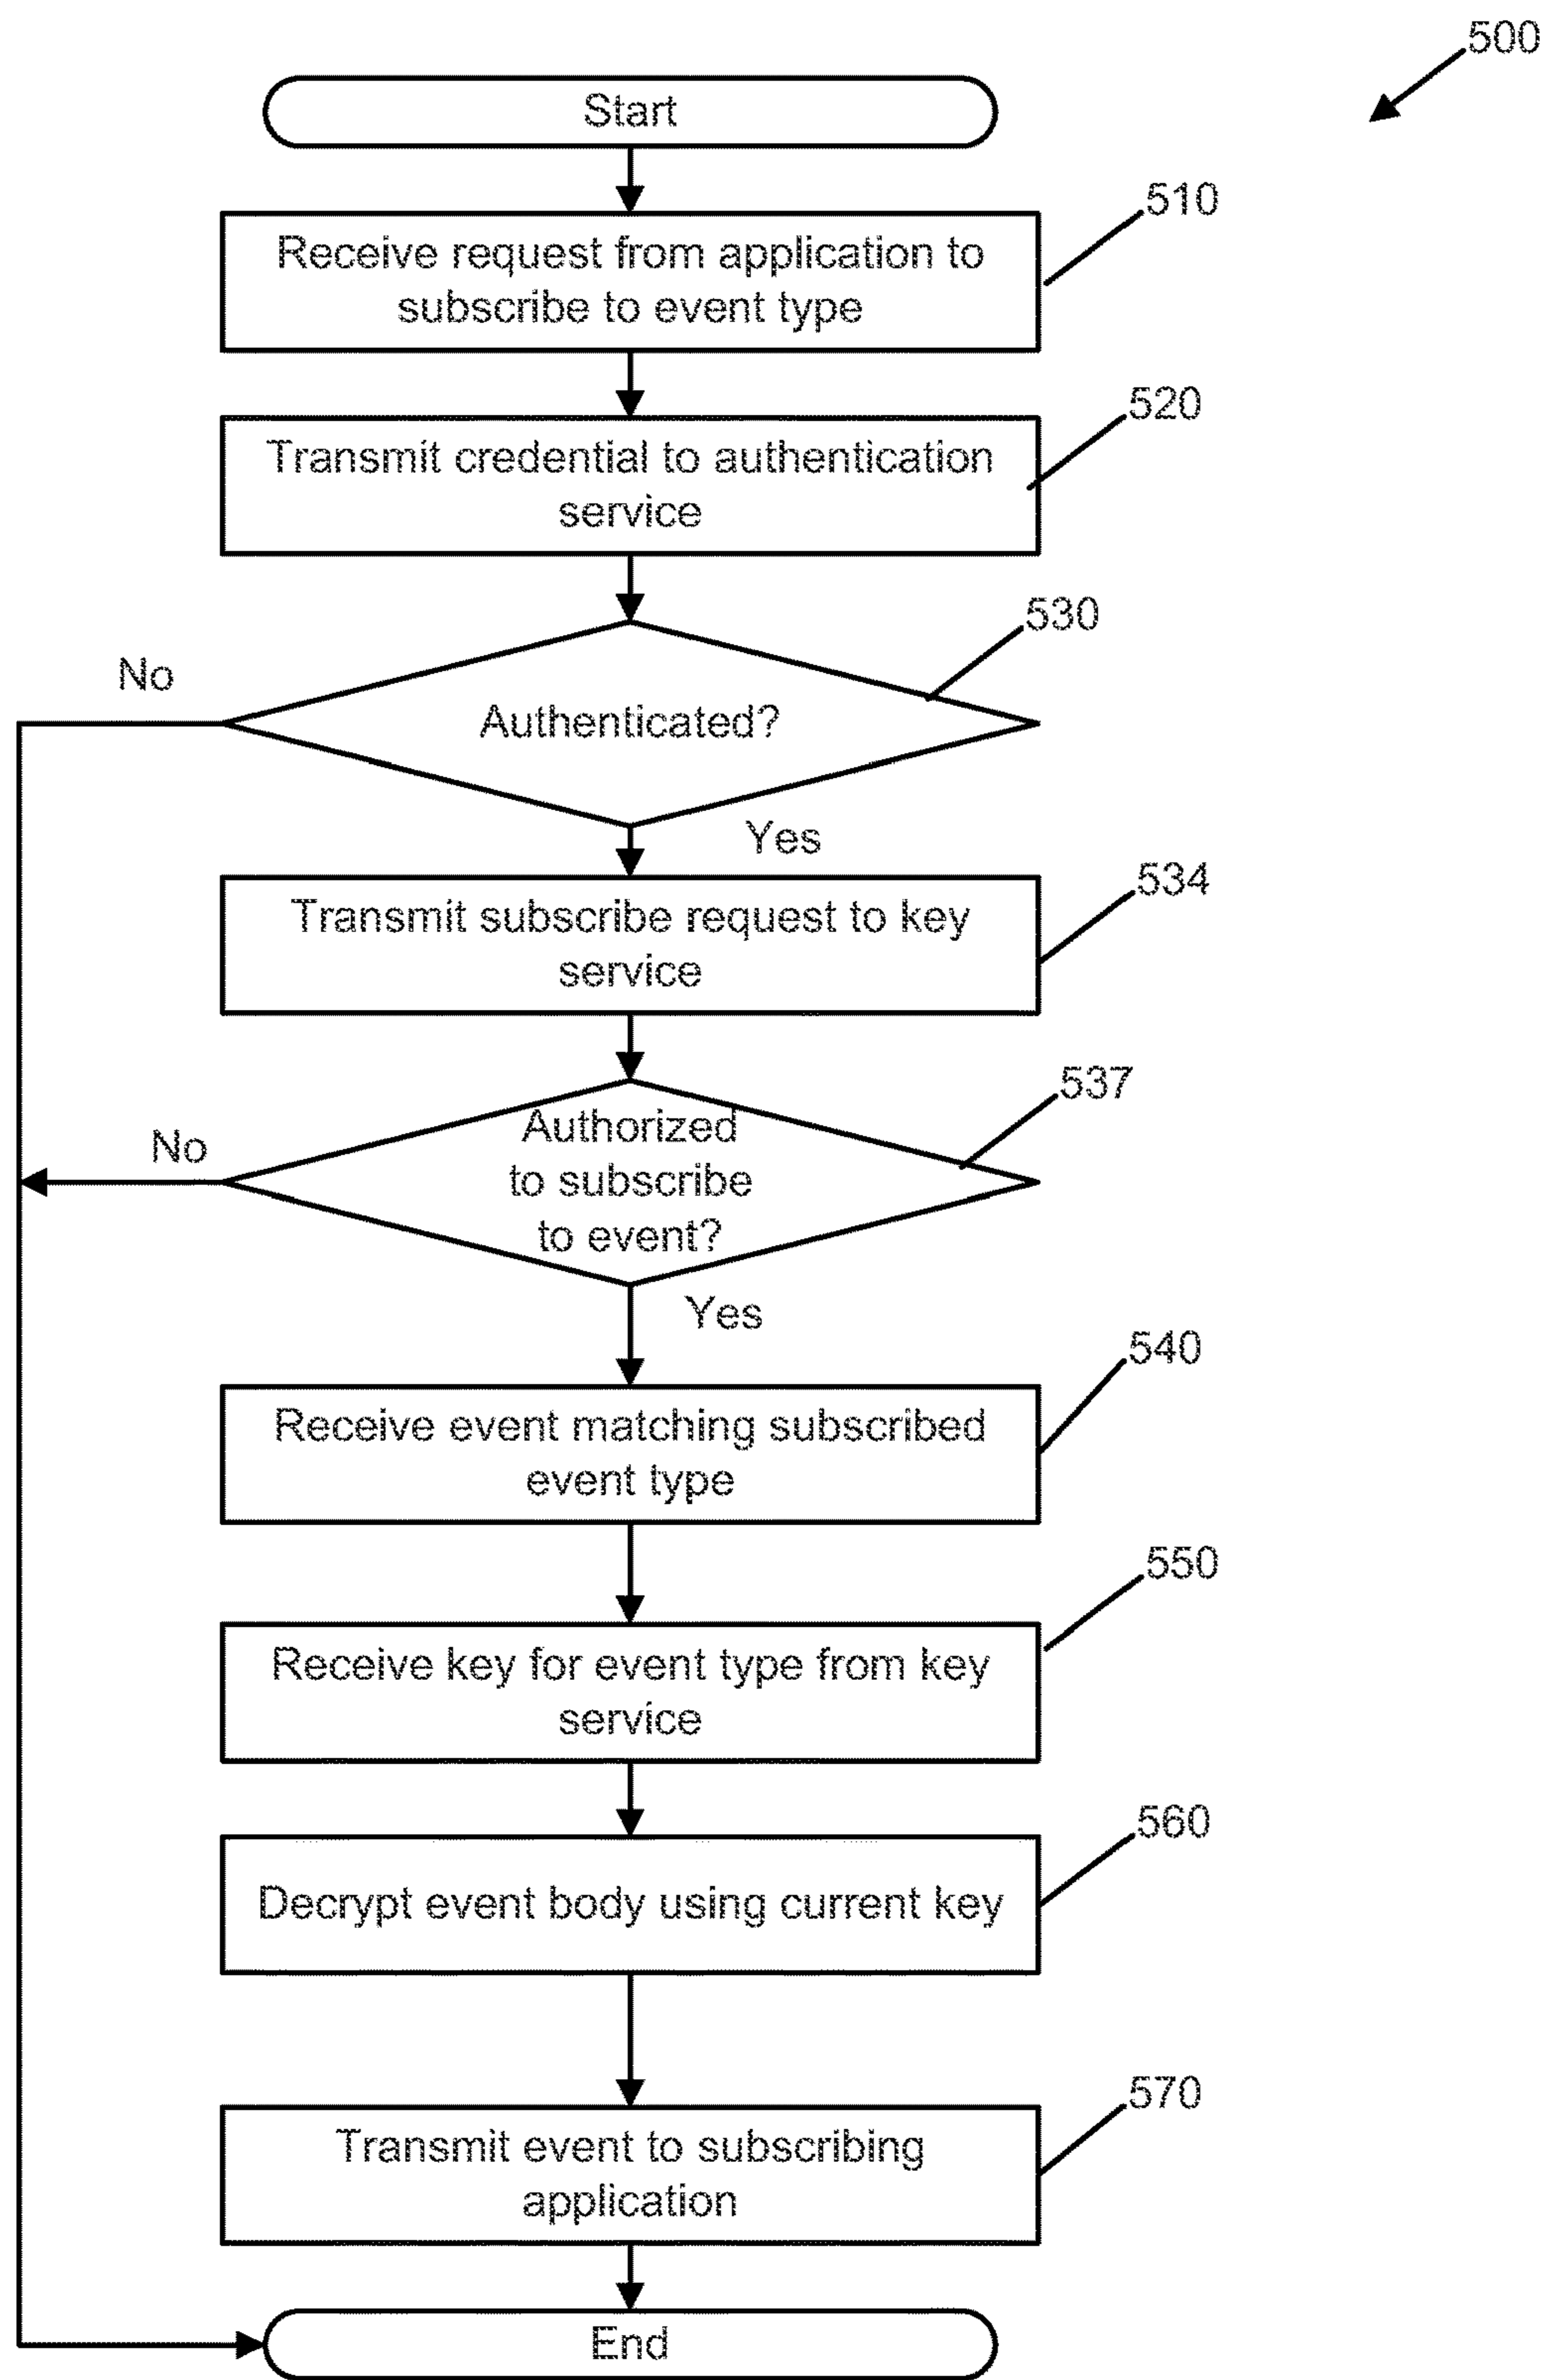 500
Start
510
Receive request from application to
subscribe to event type
520
Transmit credential to authentication
service
530
No
Authenticated?
Yes
534
Transmit subscribe request to key
service
537
No
Authorized
to subscribe
to event?
Yes
540
Receive event matching subscribed
event type
550
Receive key for event type from key
service
560
Decrypt event body using current key
570
Transmit event to subscribing
application
End